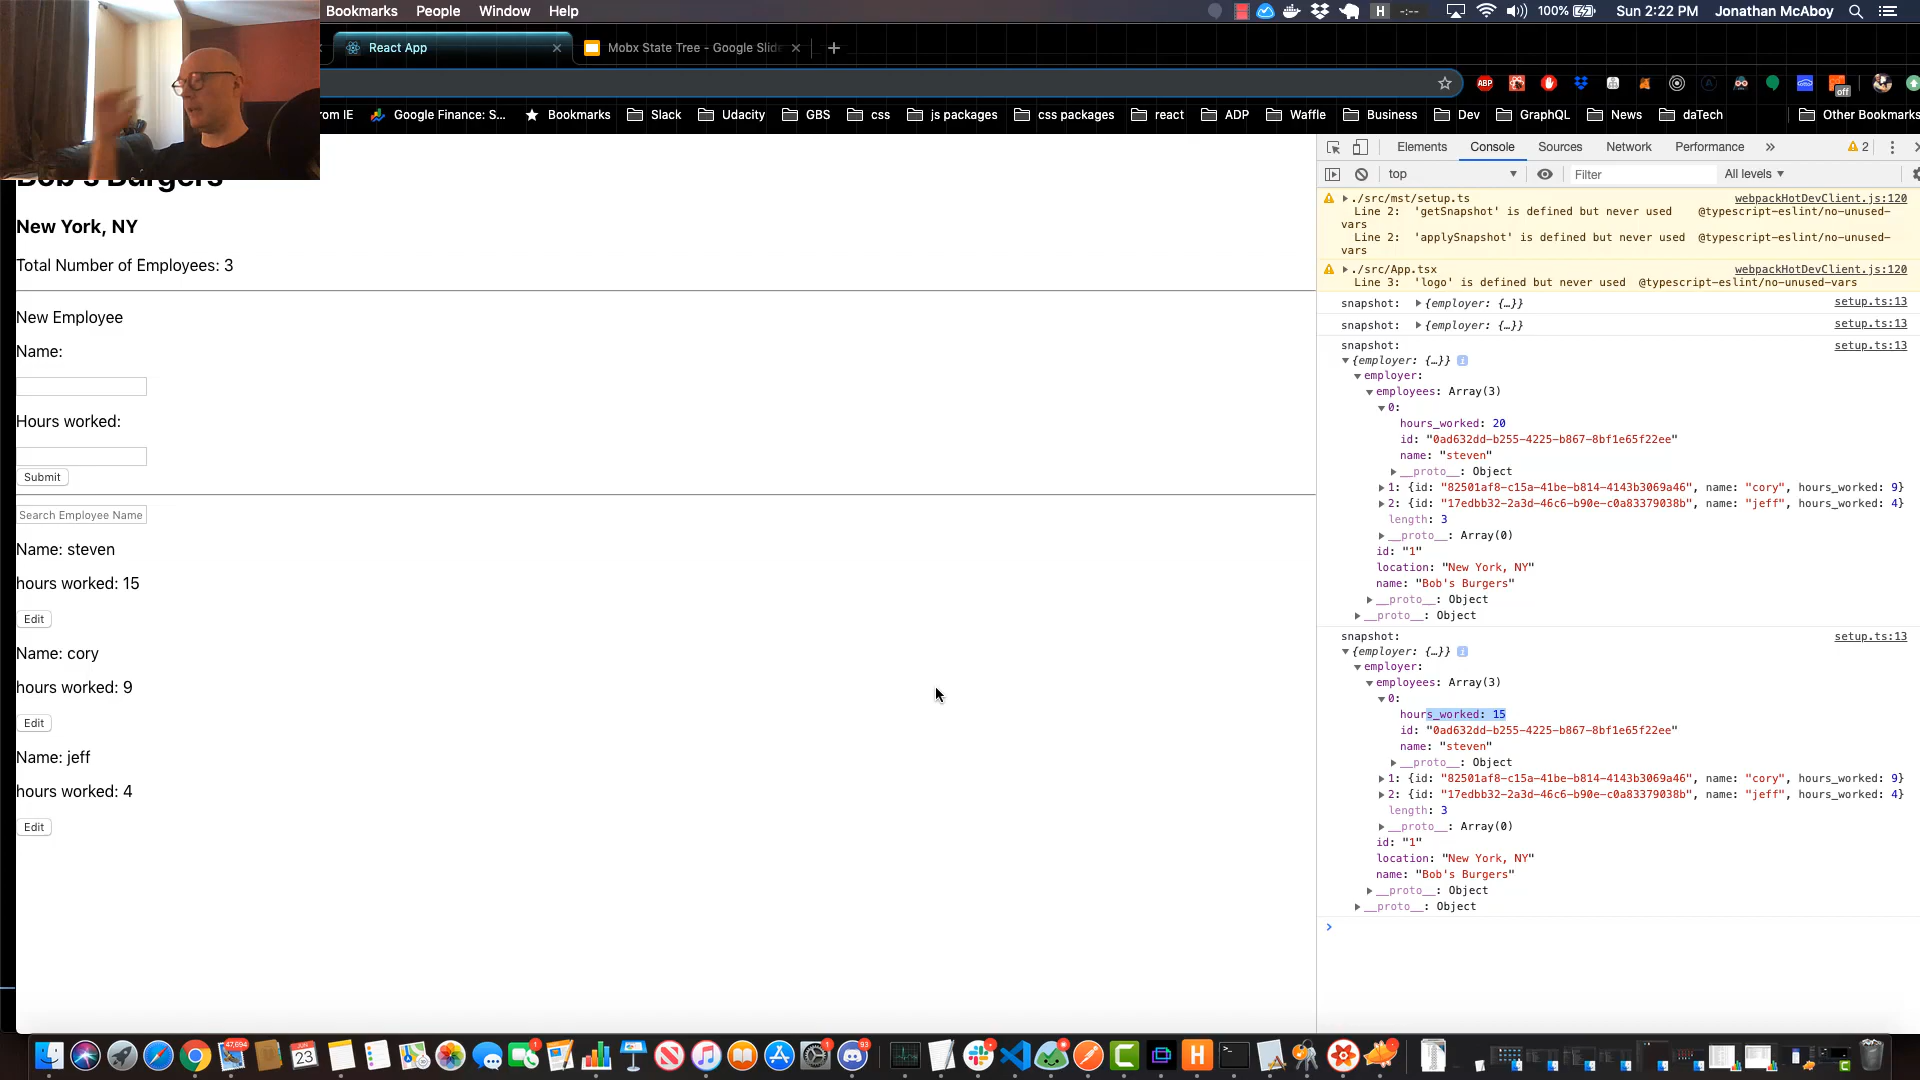 Bookmarks People Window Help
H -:-- 100% Sun 2:22 PM Jonathan McAboy
React App
Mobx State Tree - Google Slide
ABP
off
om IE Google Finance: S... Bookmarks Slack Udacity GBS css js packages css packages react ADP Waffle Business Dev GraphQL News daTech Other Bookmarks
Bob's Burgers
New York, NY
Total Number of Employees: 3
New Employee
Name:
Hours worked:
Submit
Search Employee Name
Name: steven
hours worked: 15
Edit
Name: cory
hours worked: 9
Edit
Name: jeff
hours worked: 4
Edit
Elements Console Sources Network Performance » 2
top Filter All levels
./src/mst/setup.ts webpackHotDevClient.js:120
Line 2: 'getSnapshot' is defined but never used @typescript-eslint/no-unused-
vars
Line 2: 'applySnapshot' is defined but never used @typescript-eslint/no-unused-
vars
./src/App.tsx webpackHotDevClient.js:120
Line 3: 'logo' is defined but never used @typescript-eslint/no-unused-vars
snapshot: {employer: {…}} setup.ts:13
snapshot: {employer: {…}} setup.ts:13
snapshot: setup.ts:13
{employer: {…}} i
employer:
employees: Array(3)
0:
hours_worked: 20
id: "0ad632dd-b255-4225-b867-8bf1e65f22ee"
name: "steven"
__proto__: Object
1: {id: "82501af8-c15a-41be-b814-4143b3069a46", name: "cory", hours_worked: 9}
2: {id: "17edbb32-2a3d-46c6-b90e-c0a83379038b", name: "jeff", hours_worked: 4}
length: 3
__proto__: Array(0)
id: "1"
location: "New York, NY"
name: "Bob's Burgers"
__proto__: Object
__proto__: Object
snapshot: setup.ts:13
{employer: {…}} i
employer:
employees: Array(3)
0:
hours_worked: 15
id: "0ad632dd-b255-4225-b867-8bf1e65f22ee"
name: "steven"
__proto__: Object
1: {id: "82501af8-c15a-41be-b814-4143b3069a46", name: "cory", hours_worked: 9}
2: {id: "17edbb32-2a3d-46c6-b90e-c0a83379038b", name: "jeff", hours_worked: 4}
length: 3
__proto__: Array(0)
id: "1"
location: "New York, NY"
name: "Bob's Burgers"
__proto__: Object
__proto__: Object
47,694 JUN 23 1 1 93 H